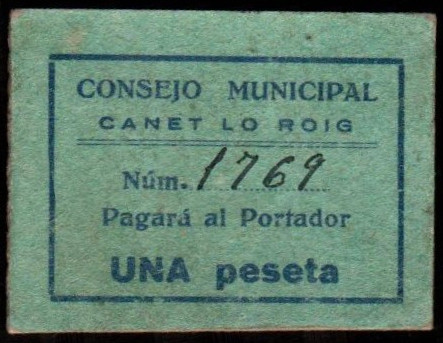 CONSEJO MUNICIPAL
CANET LO ROIG
Núm. 1769
Pagará al Portador
UNA peseta